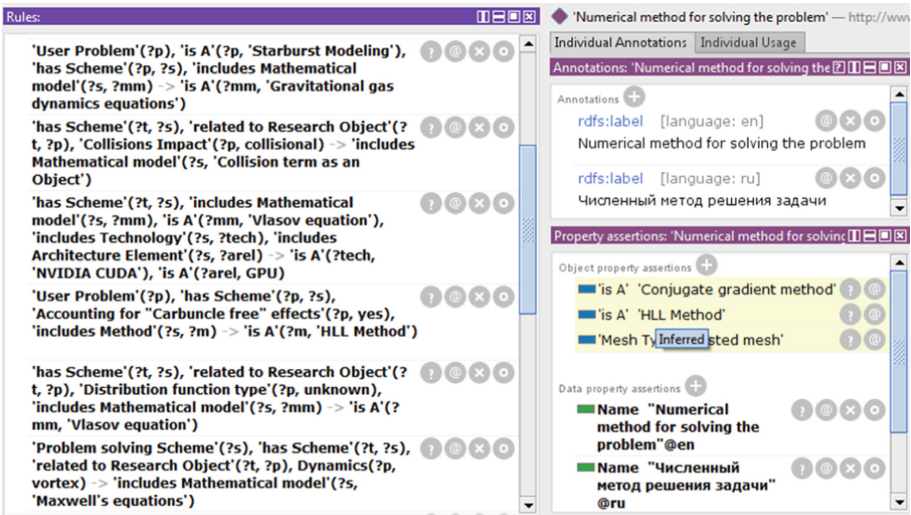 Rules:
'User Problem'(?p), 'is A'(?p, 'Starburst Modeling'),
'has Scheme'(?p, ?s), 'includes Mathematical
model'(?s, ?mm) -> 'is A'(?mm, 'Gravitational gas
dynamics equations')
'has Scheme'(?t, ?s), 'related to Research Object'(?
t, ?p), 'Collisions Impact'(?p, collisional) -> 'includes
Mathematical model'(?s, 'Collision term as an
Object')
'has Scheme'(?t, ?s), 'includes Mathematical
model'(?s, ?mm), 'is A'(?mm, 'Vlasov equation'),
'includes Technology'(?s, ?tech), 'includes
Architecture Element'(?s, ?arel) -> 'is A'(?tech,
'NVIDIA CUDA'), 'is A'(?arel, GPU)
'User Problem'(?p), 'has Scheme'(?p, ?s),
'Accounting for "Carbuncle free" effects'(?p, yes),
'includes Method'(?s, ?m) -> 'is A'(?m, 'HLL Method')
'has Scheme'(?t, ?s), 'related to Research Object'(?
t, ?p), 'Distribution function type'(?p, unknown),
'includes Mathematical model'(?s, ?mm) -> 'is A'(?
mm, 'Vlasov equation')
'Problem solving Scheme'(?s), 'has Scheme'(?t, ?s),
'related to Research Object'(?t, ?p), Dynamics(?p,
vortex) -> 'includes Mathematical model'(?s,
'Maxwell's equations')
'Numerical method for solving the problem' — http://www
Individual Annotations Individual Usage
Annotations: 'Numerical method for solving the
Annotations
rdfs:label [language: en]
Numerical method for solving the problem
rdfs:label [language: ru]
Численный метод решения задачи
Property assertions: 'Numerical method for solving
Object property assertions
'is A' 'Conjugate gradient method'
'is A' 'HLL Method'
'Mesh Ty Inferred sted mesh'
Data property assertions
Name "Numerical
method for solving the
problem"@en
Name "Численный
метод решения задачи"
@ru